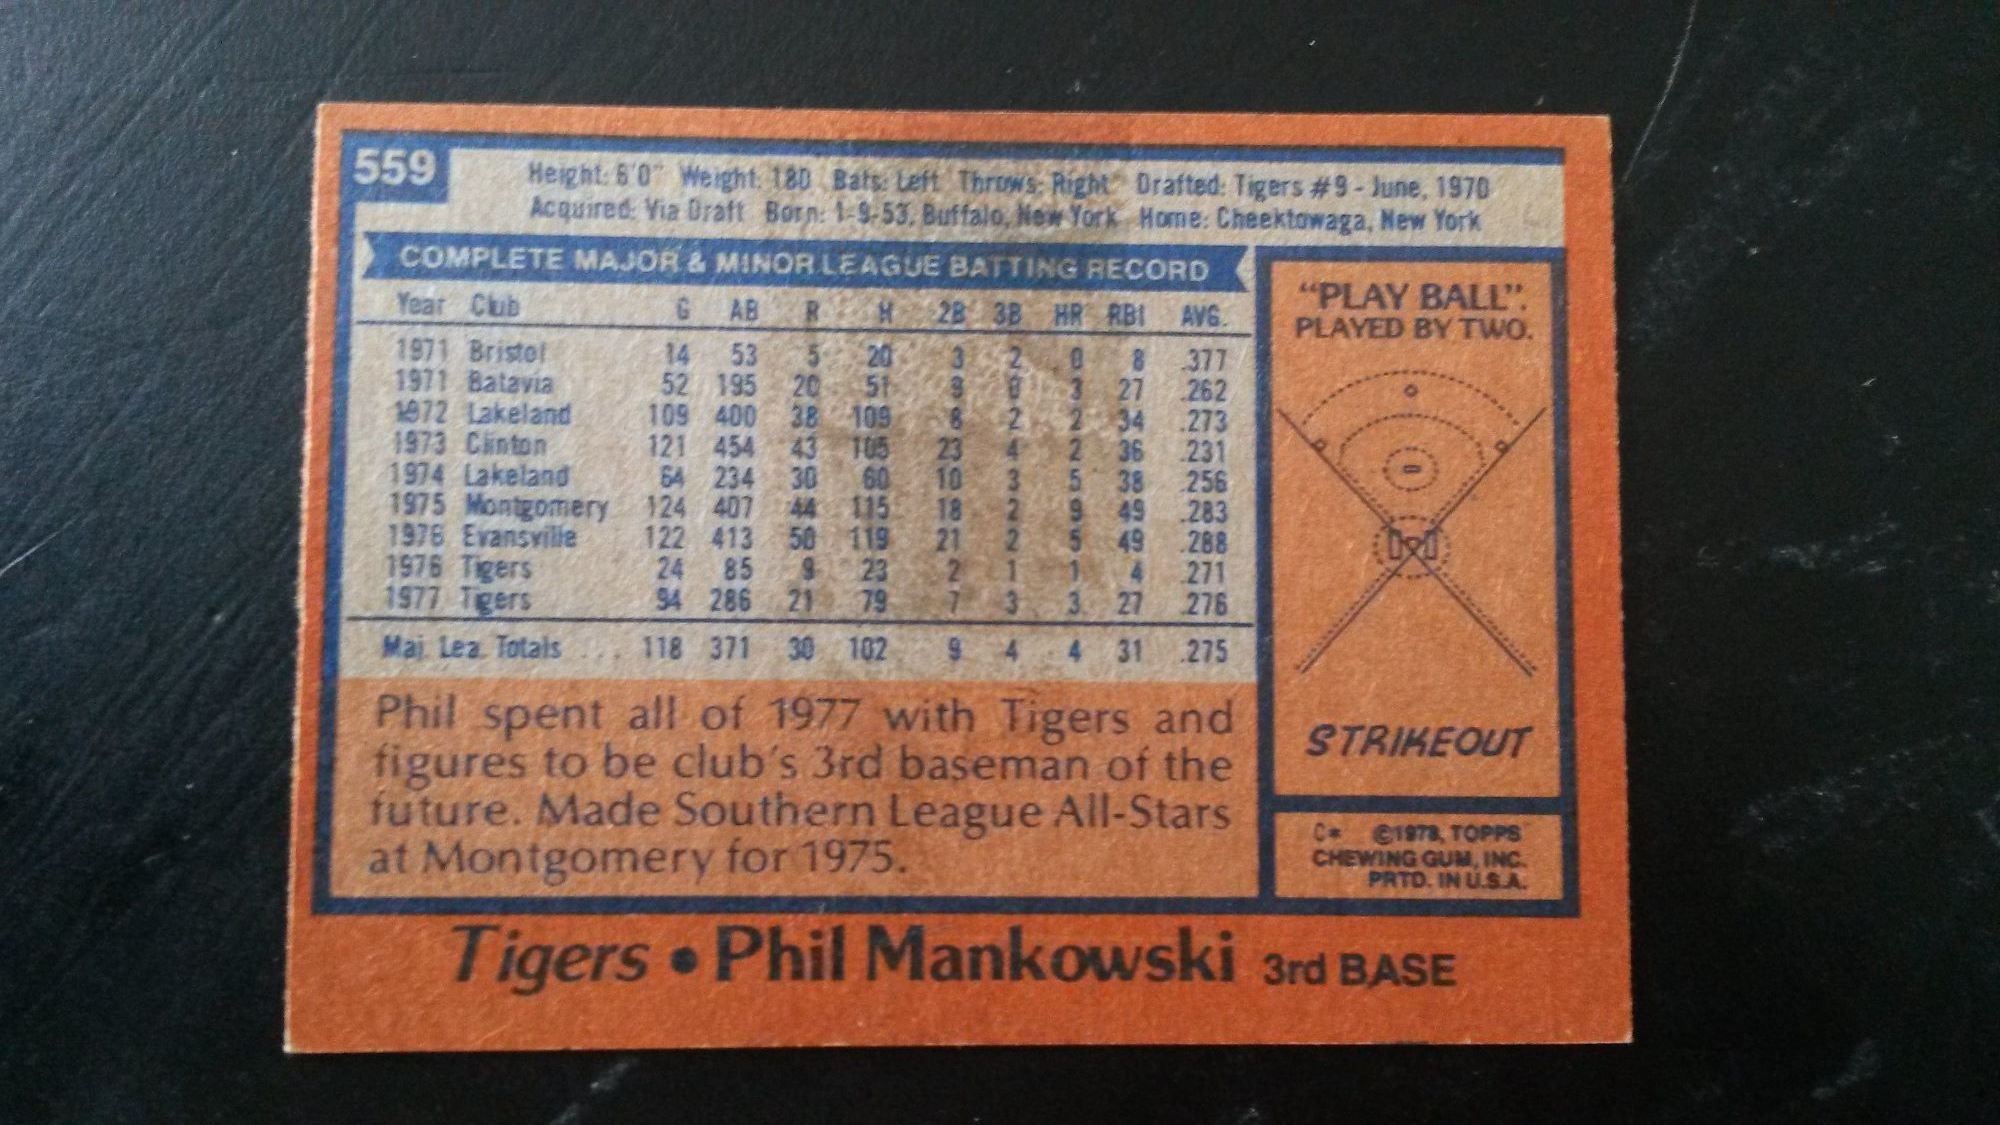 559
Height: 6'0" Weight: 180 Bats: Left Throws: Right Drafted: Tigers #9 - June, 1970
Acquired: Via Draft Born: 1-9-53, Buffalo, New York Home: Cheektowaga, New York
COMPLETE MAJOR & MINOR LEAGUE BATTING RECORD
Year Club G AB R H 2B 3B HR RBI AVG.
1971 Bristol 14 53 5 20 3 2 0 8 .377
1971 Batavia 52 195 20 51 9 0 3 27 .262
1972 Lakeland 109 400 38 109 8 2 2 34 .273
1973 Clinton 121 454 43 105 23 4 2 36 .231
1974 Lakeland 64 234 30 60 10 3 5 38 .256
1975 Montgomery 124 407 44 115 18 2 9 49 .283
1976 Evansville 122 413 50 119 21 2 5 49 .288
1976 Tigers 24 85 9 23 2 1 1 4 .271
1977 Tigers 94 286 21 79 7 3 3 27 .276
Maj. Lea. Totals ... 118 371 30 102 9 4 4 31 .275
Phil spent all of 1977 with Tigers and
figures to be club's 3rd baseman of the
future. Made Southern League All-Stars
at Montgomery for 1975.
"PLAY BALL".
PLAYED BY TWO.
STRIKEOUT
C* ©1978, TOPPS
CHEWING GUM, INC.
PRTD. IN U.S.A.
Tigers • Phil Mankowski 3rd BASE